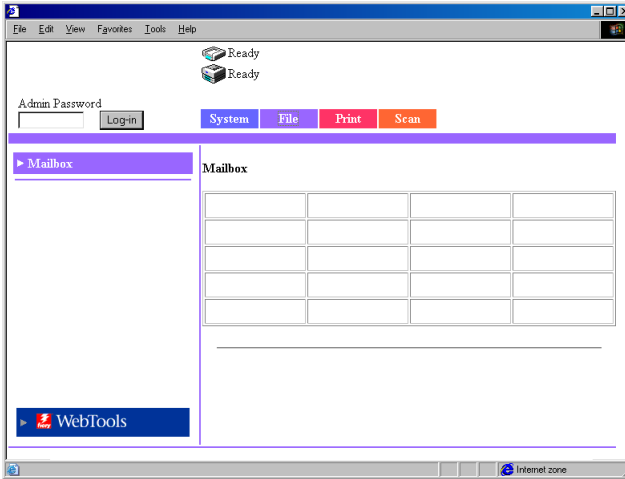 File Edit View Favorites Tools Help
Ready
Ready
Admin Password
Log-in
System File Print Scan
Mailbox
Mailbox
fiery WebTools
Internet zone